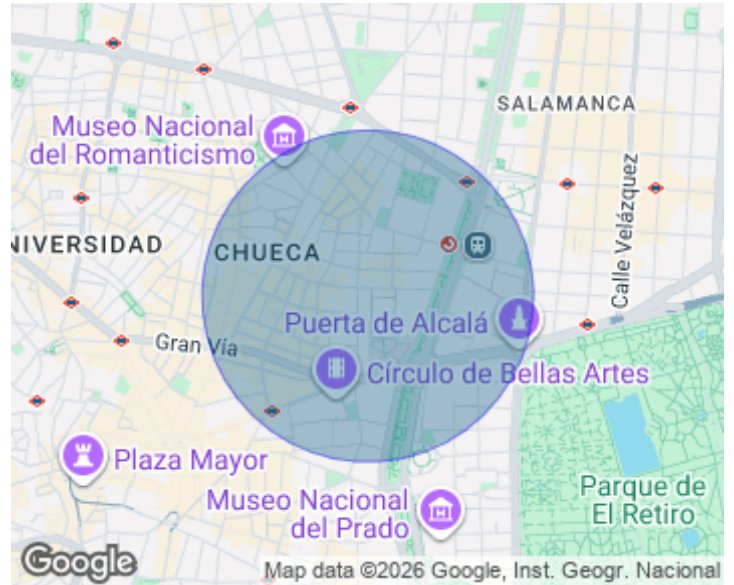 SALAMANCA
Museo Nacional
del Romanticismo
Calle Velázquez
NIVERSIDAD
CHUECA
Puerta de Alcalá
Gran Vía
Círculo de Bellas Artes
Plaza Mayor
Museo Nacional
del Prado
Parque de
El Retiro
Google
Map data ©2026 Google, Inst. Geogr. Nacional